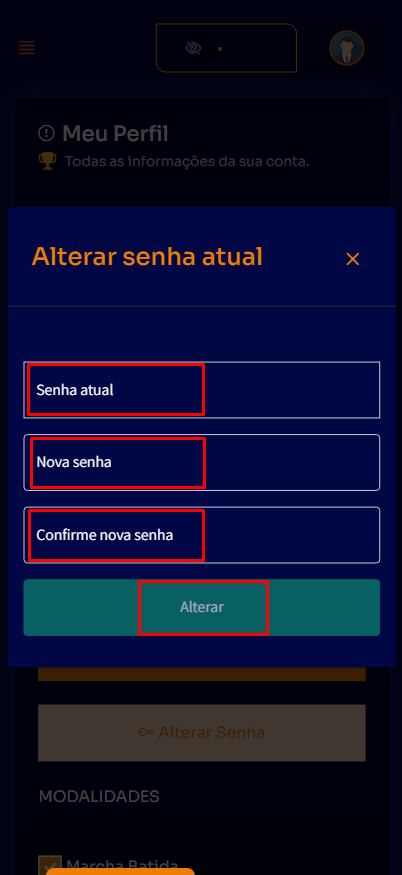 Meu Perfil
Todas as informações da sua conta.
Alterar senha atual
Senha atual
Nova senha
Confirme nova senha
Alterar
Alterar Senha
MODALIDADES
Marcha Batida